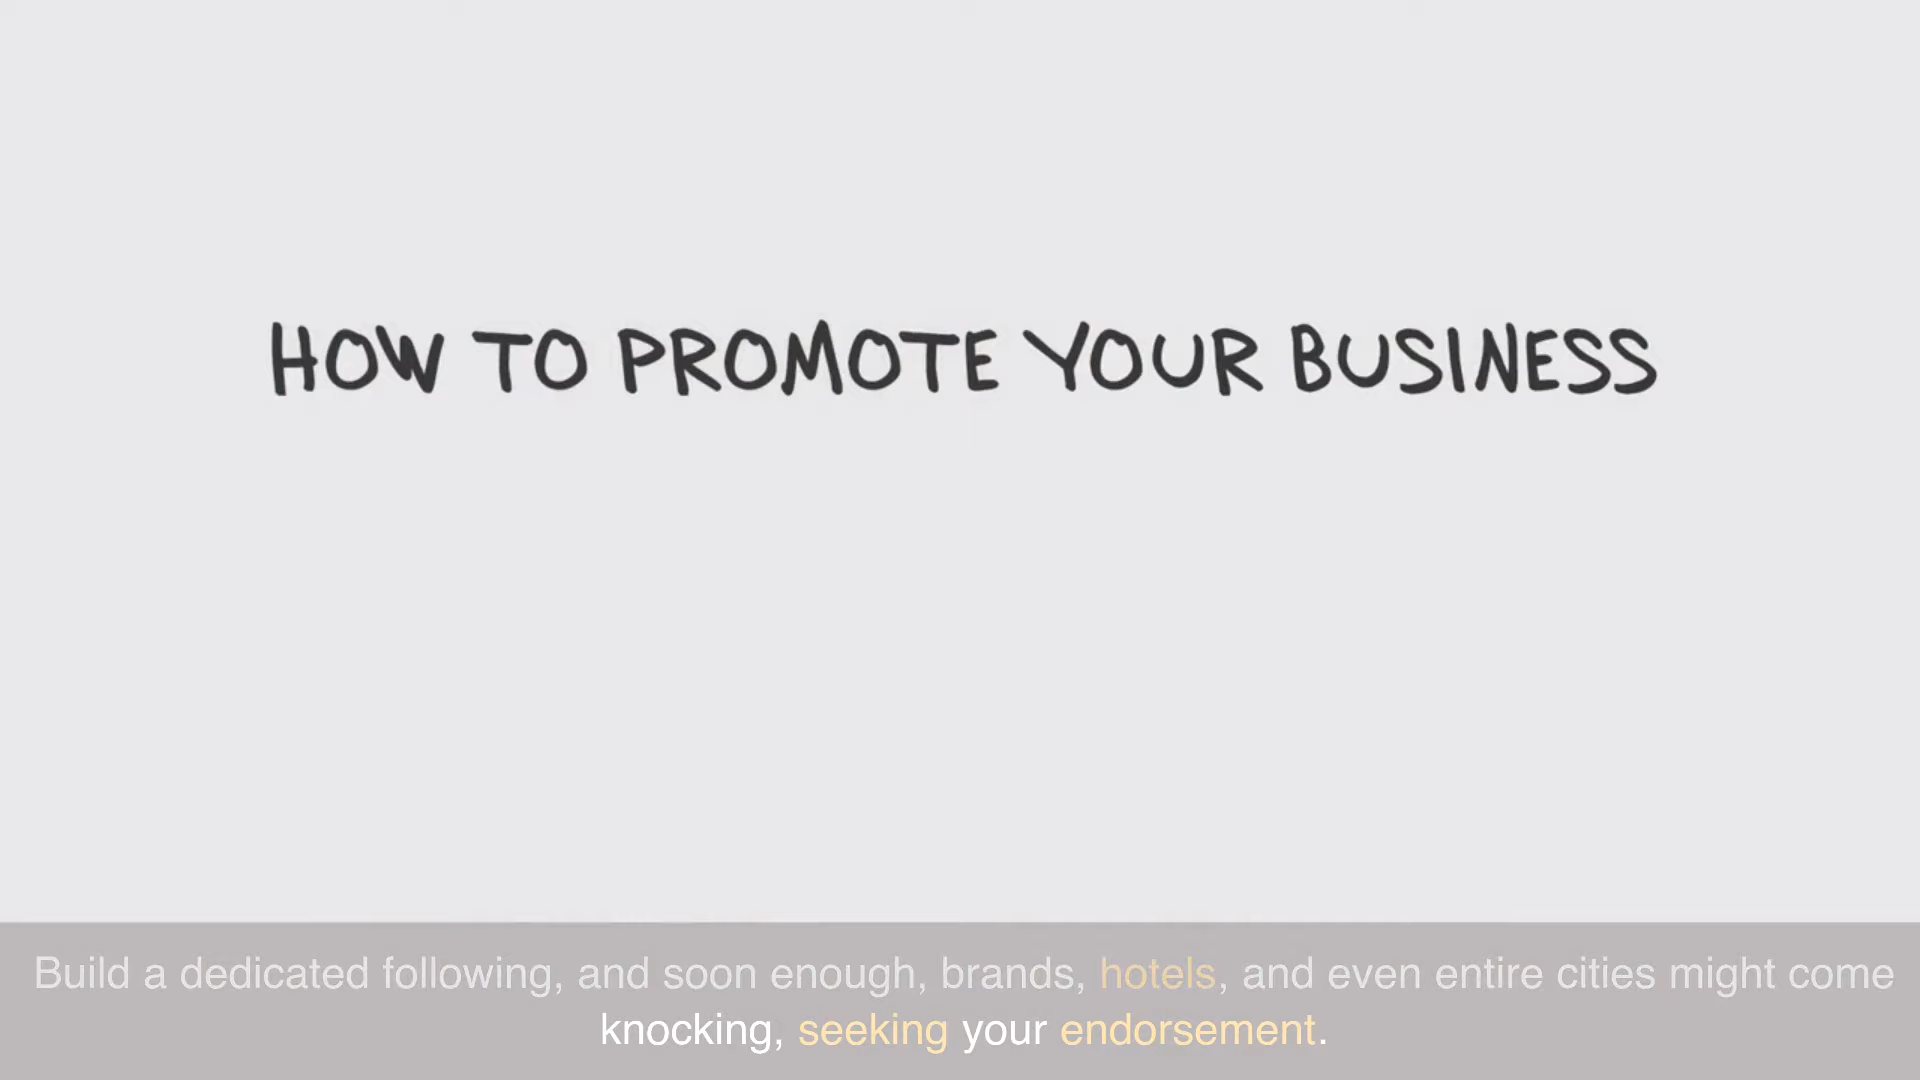 HOW TO PROMOTE YOUR BUSINESS
Build a dedicated following, and soon enough, brands, hotels, and even entire cities might come
knocking, seeking your endorsement.